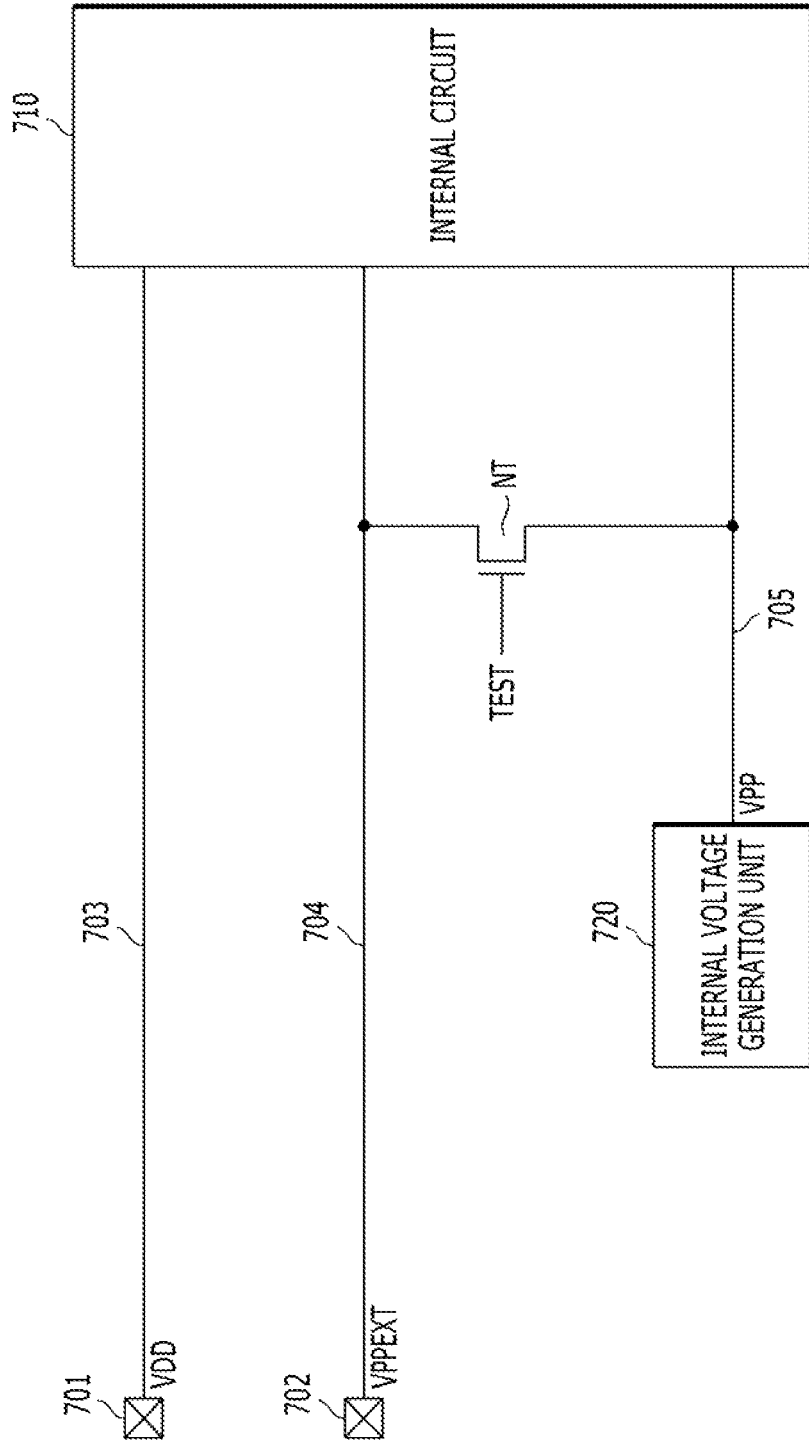 701
VDD
703
710
INTERNAL CIRCUIT
702
VPPEXT
704
TEST
NT
720
INTERNAL VOLTAGE
GENERATION UNIT
VPP
705